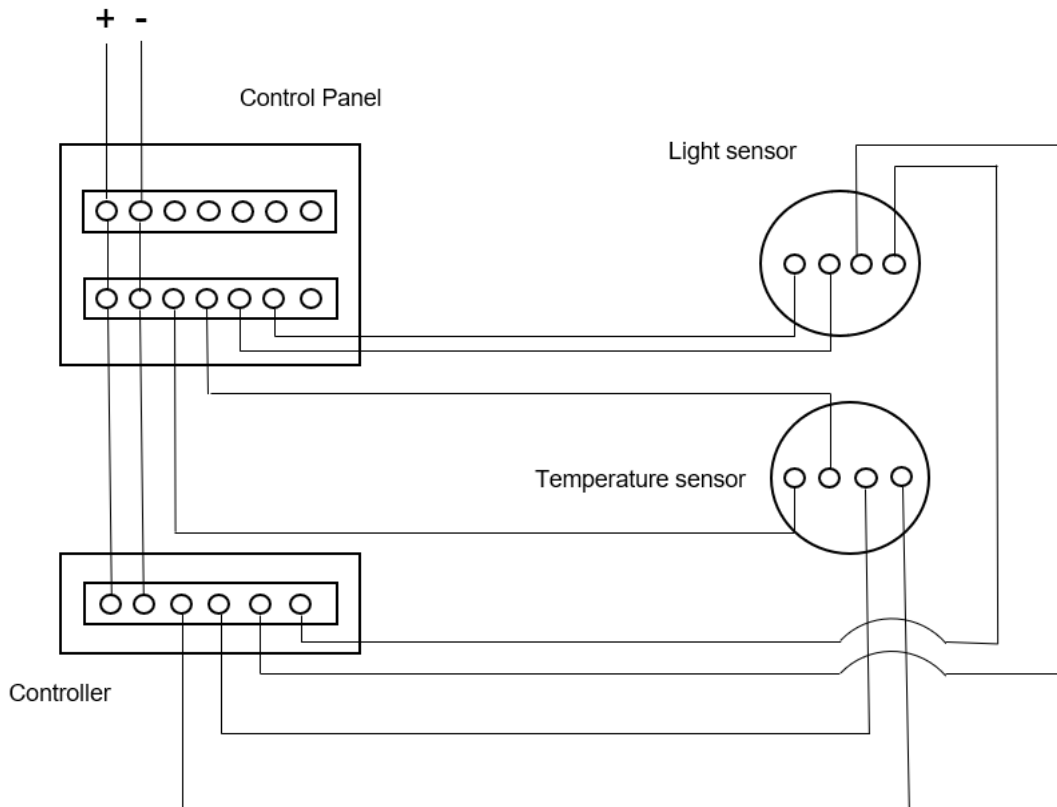 + -
Control Panel
Light sensor
Temperature sensor
Controller